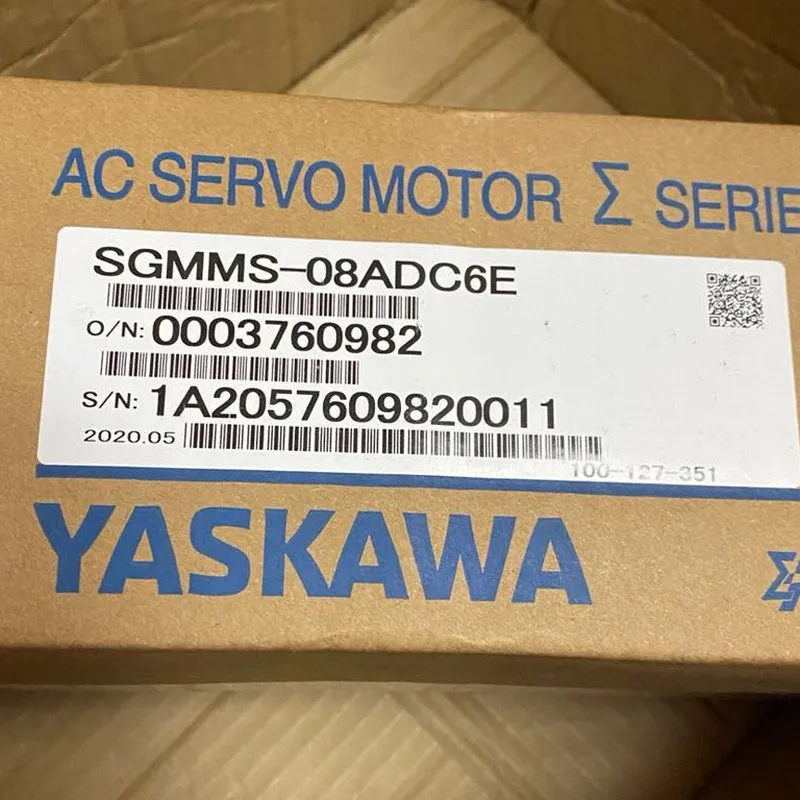 AC SERVO MOTOR Σ SERIE
SGMMS-08ADC6E
O/N: 0003760982
S/N: 1A2057609820011
2020.05
100-127-351
YASKAWA